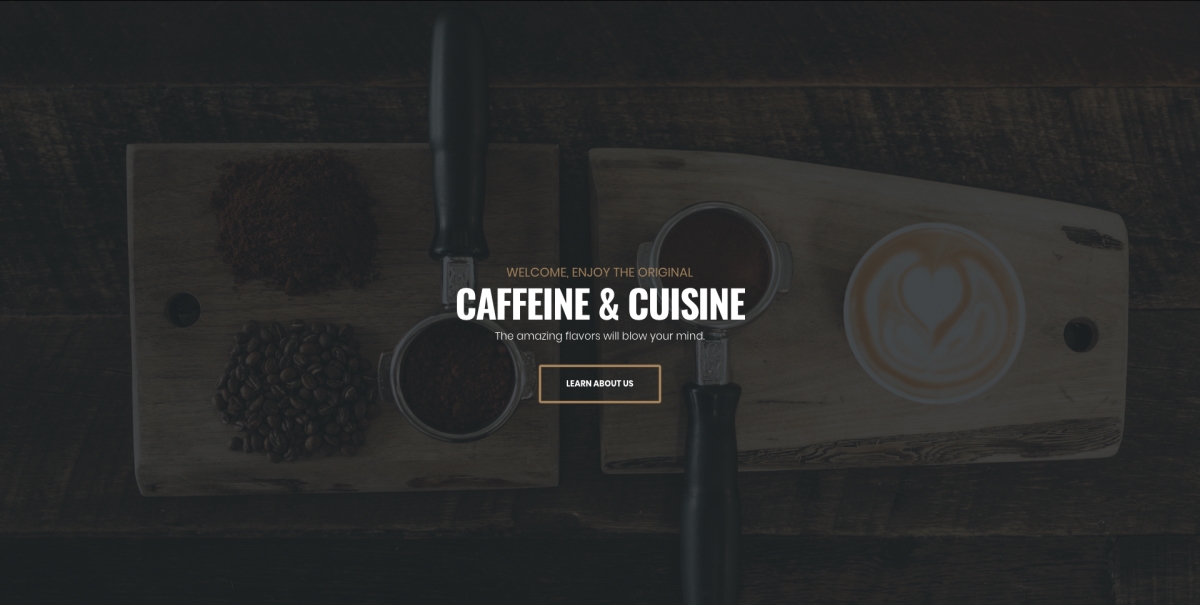 WELCOME, ENJOY THE ORIGINAL
CAFFEINE & CUISINE
The amazing flavors will blow your mind.
LEARN ABOUT US